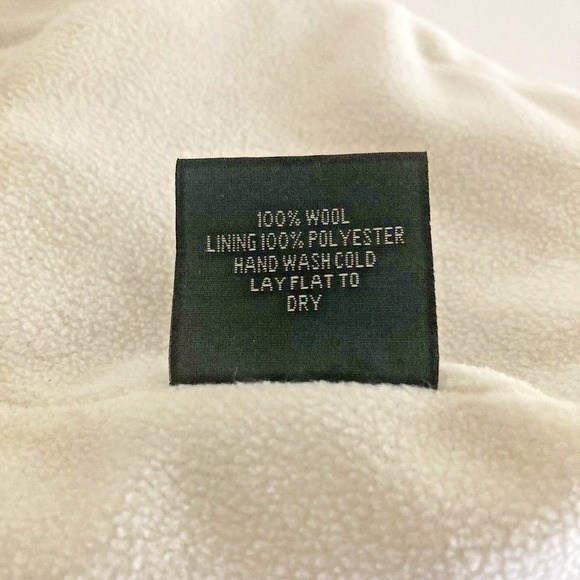 100% WOOL
LINING 100% POLYESTER
HAND WASH COLD
LAY FLAT TO
DRY